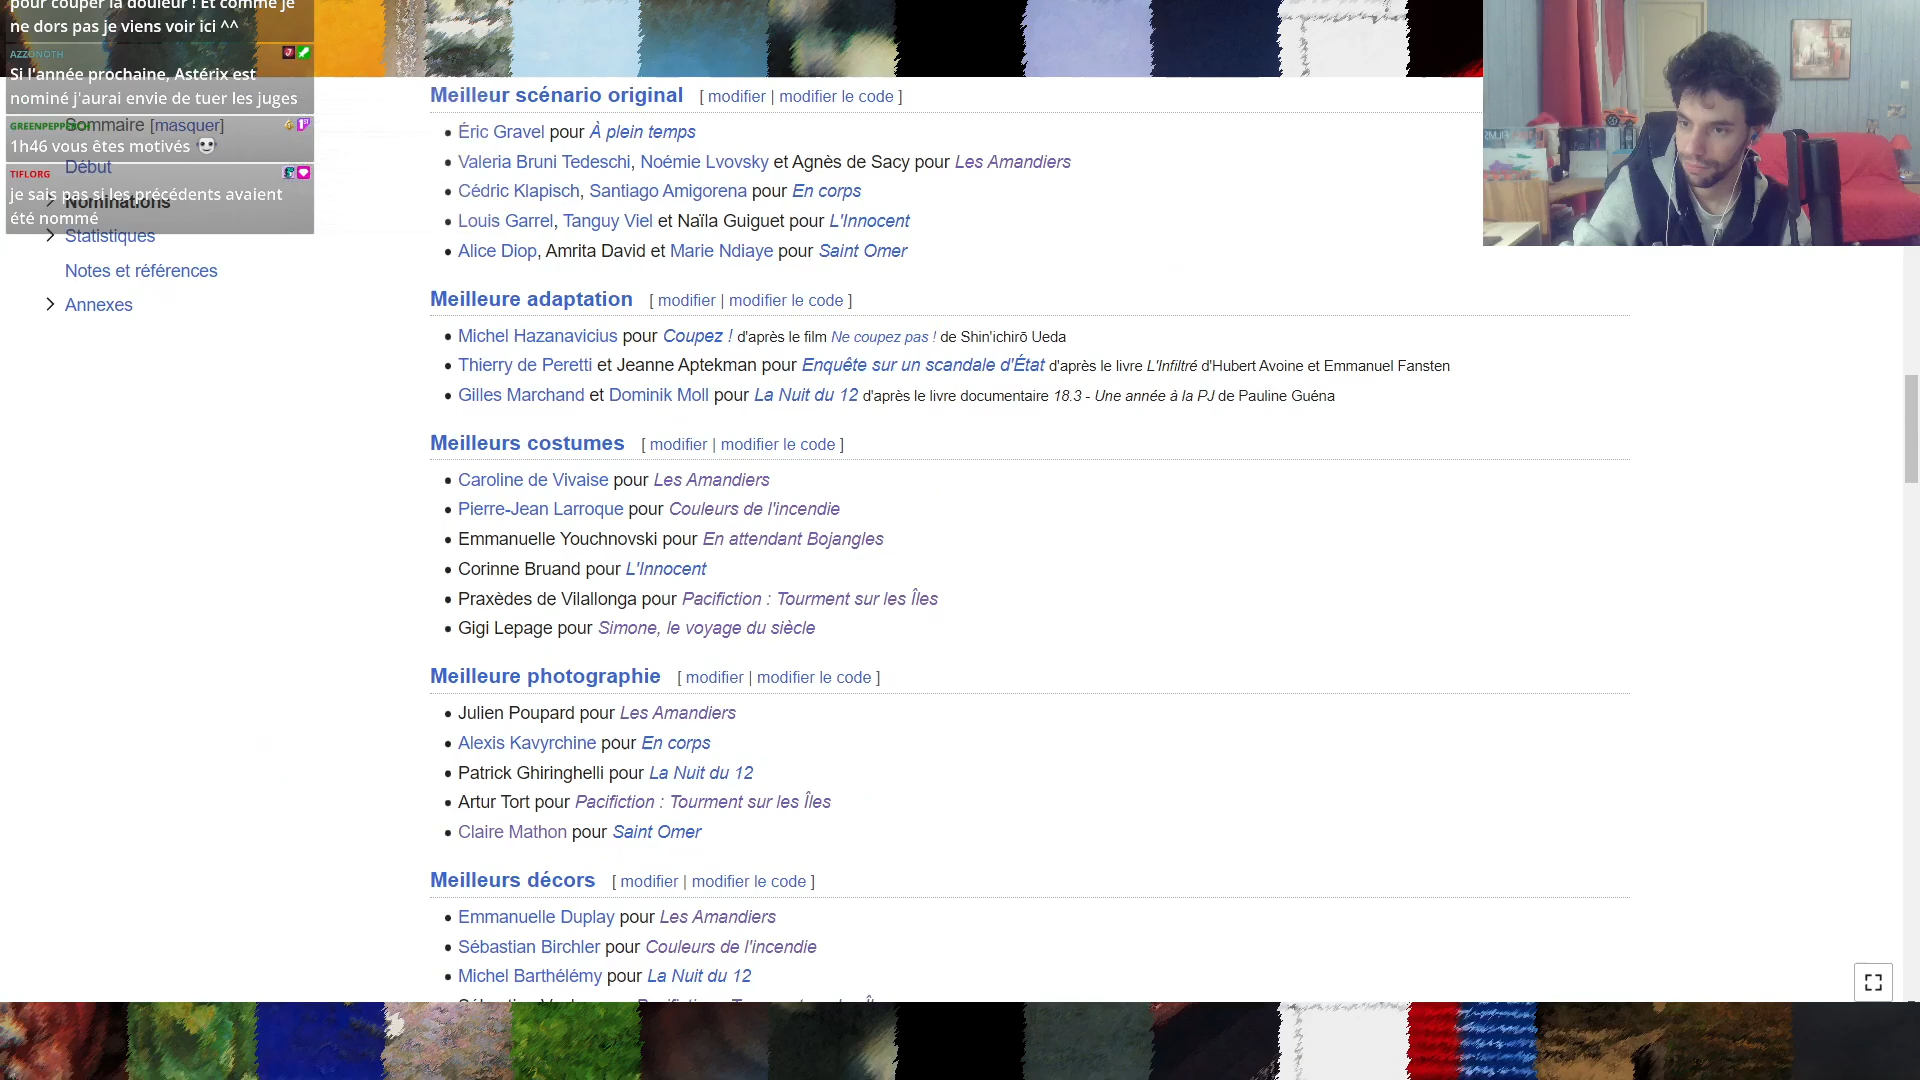 pour couper la douleur ! Et comme je
ne dors pas je viens voir ici ^^
AZZONOTH
Si l'année prochaine, Astérix est
nominé j'aurai envie de tuer les juges
Sommaire [masquer]
1h46 vous êtes motivés
Début
TIFLORG
je sais pas si les précédents avaient
été nommé
Nominations
Statistiques
Notes et références
Annexes
Meilleur scénario original [ modifier | modifier le code ]
• Éric Gravel pour À plein temps
• Valeria Bruni Tedeschi, Noémie Lvovsky et Agnès de Sacy pour Les Amandiers
• Cédric Klapisch, Santiago Amigorena pour En corps
• Louis Garrel, Tanguy Viel et Naïla Guiguet pour L'Innocent
• Alice Diop, Amrita David et Marie Ndiaye pour Saint Omer
Meilleure adaptation [ modifier | modifier le code ]
• Michel Hazanavicius pour Coupez ! d'après le film Ne coupez pas ! de Shin'ichirō Ueda
• Thierry de Peretti et Jeanne Aptekman pour Enquête sur un scandale d'État d'après le livre L'Infiltré d'Hubert Avoine et Emmanuel Fansten
• Gilles Marchand et Dominik Moll pour La Nuit du 12 d'après le livre documentaire 18.3 - Une année à la PJ de Pauline Guéna
Meilleurs costumes [ modifier | modifier le code ]
• Caroline de Vivaise pour Les Amandiers
• Pierre-Jean Larroque pour Couleurs de l'incendie
• Emmanuelle Youchnovski pour En attendant Bojangles
• Corinne Bruand pour L'Innocent
• Praxèdes de Vilallonga pour Pacifiction : Tourment sur les Îles
• Gigi Lepage pour Simone, le voyage du siècle
Meilleure photographie [ modifier | modifier le code ]
• Julien Poupard pour Les Amandiers
• Alexis Kavyrchine pour En corps
• Patrick Ghiringhelli pour La Nuit du 12
• Artur Tort pour Pacifiction : Tourment sur les Îles
• Claire Mathon pour Saint Omer
Meilleurs décors [ modifier | modifier le code ]
• Emmanuelle Duplay pour Les Amandiers
• Sébastian Birchler pour Couleurs de l'incendie
• Michel Barthélémy pour La Nuit du 12